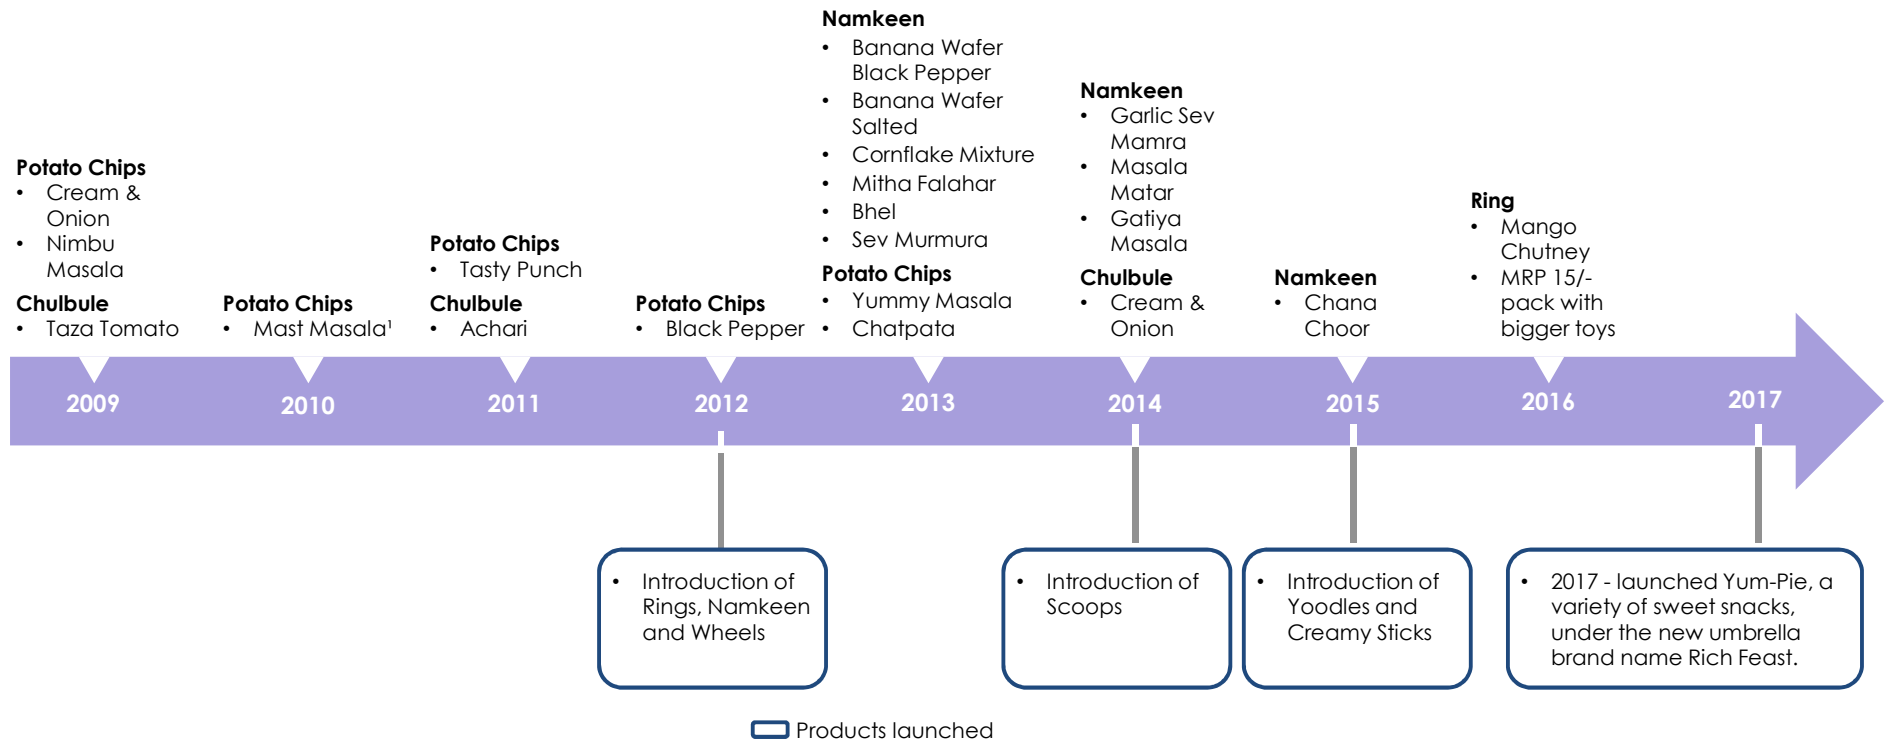 Potato Chips
• Cream &
Onion
• Nimbu
Masala
Chulbule
• Taza Tomato
Potato Chips
• Mast Masala¹
Potato Chips
• Tasty Punch
Chulbule
• Achari
Potato Chips
• Black Pepper
Namkeen
• Banana Wafer
Black Pepper
• Banana Wafer
Salted
• Cornflake Mixture
• Mitha Falahar
• Bhel
• Sev Murmura
Potato Chips
• Yummy Masala
• Chatpata
Namkeen
• Garlic Sev
Mamra
• Masala
Matar
• Gatiya
Masala
Chulbule
• Cream &
Onion
Namkeen
• Chana
Choor
Ring
• Mango
Chutney
• MRP 15/-
pack with
bigger toys
2009
2010
2011
2012
2013
2014
2015
2016
2017
• Introduction of
Rings, Namkeen
and Wheels
• Introduction of
Scoops
• Introduction of
Yoodles and
Creamy Sticks
• 2017 - launched Yum-Pie, a
variety of sweet snacks,
under the new umbrella
brand name Rich Feast.
Products launched